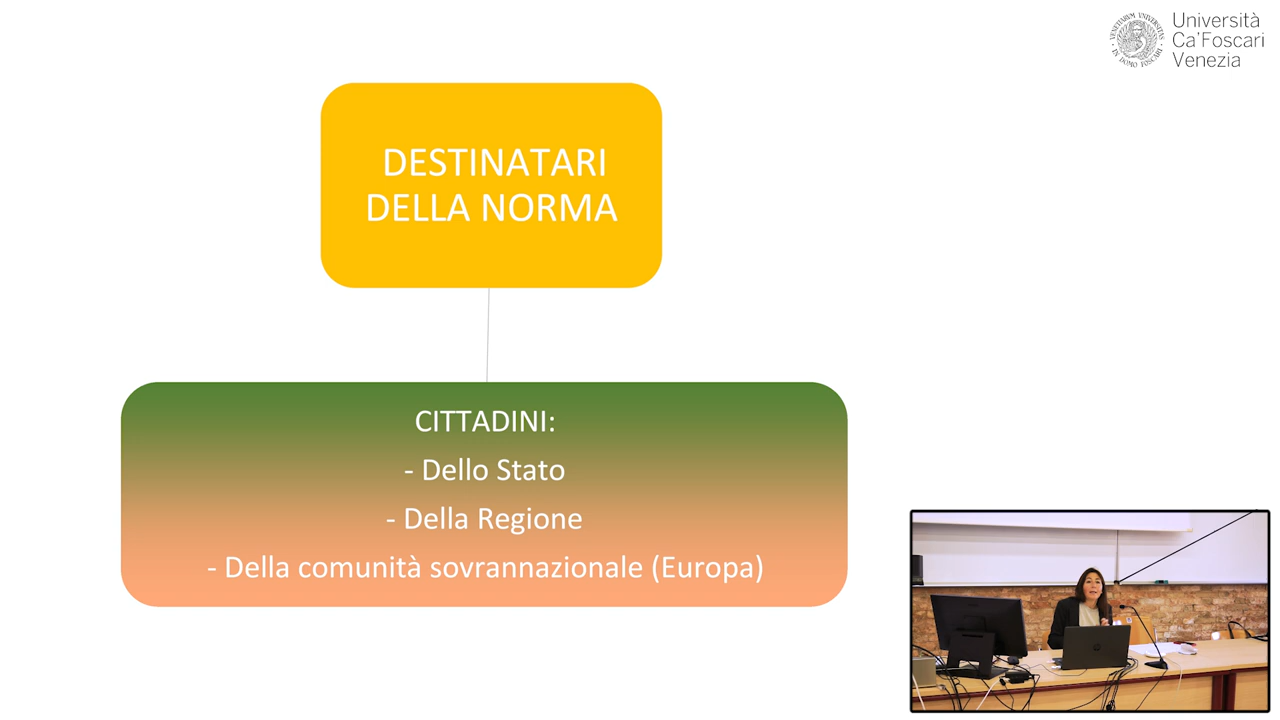 Università
Ca'Foscari
Venezia
DESTINATARI
DELLA NORMA
CITTADINI:
- Dello Stato
- Della Regione
- Della comunità sovrannazionale (Europa)